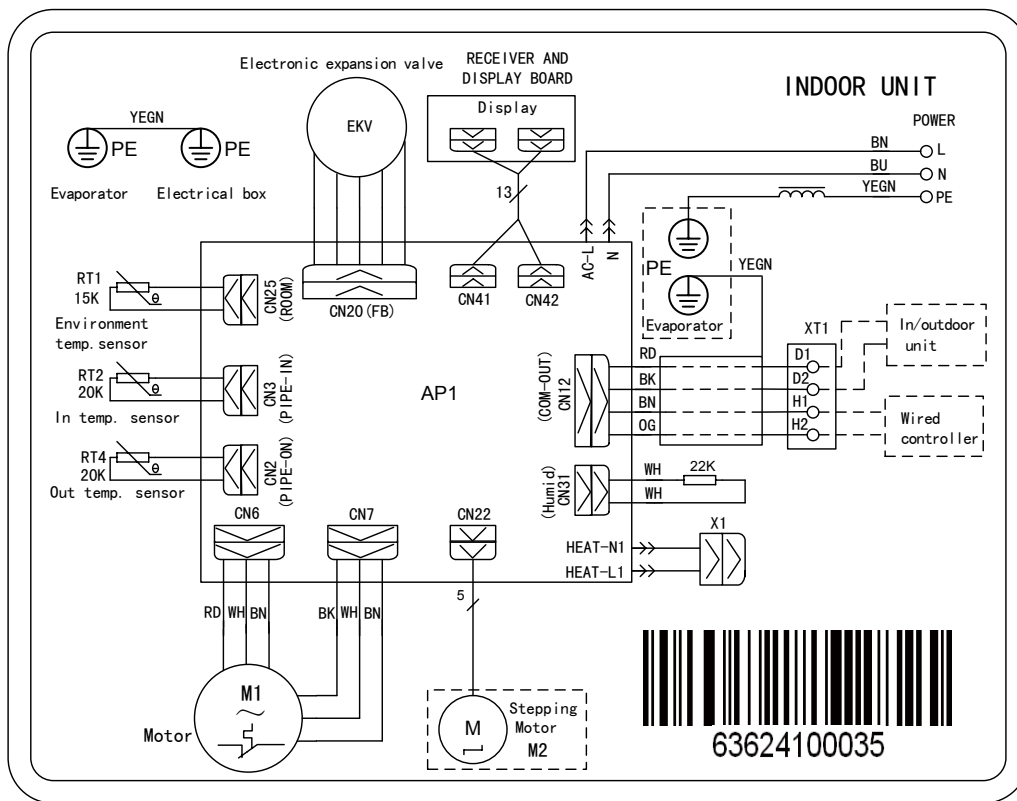 INDOOR UNIT
RECEIVER AND
DISPLAY BOARD
Display
Electronic expansion valve
EKV
YEGN
PE
PE
Evaporator
Electrical box
POWER
BN
L
BU
N
YEGN
PE
13
AC-L
N
PE
YEGN
Evaporator
RT1
15K
θ
Environment
temp. sensor
CN25
(ROOM)
CN20(FB)
CN41
CN42
RT2
20K
θ
In temp. sensor
CN3
(PIPE-IN)
AP1
(COM-OUT)
CN12
RD
BK
BN
OG
XT1
D1
D2
H1
H2
In/outdoor
unit
Wired
controller
RT4
20K
θ
Out temp. sensor
CN2
(PIPE-ON)
(Humid)
CN31
WH
22K
WH
CN6
CN7
CN22
HEAT-N1
HEAT-L1
X1
RD
WH
BN
BK
WH
BN
5
M1
Motor
M
Stepping
Motor
M2
63624100035